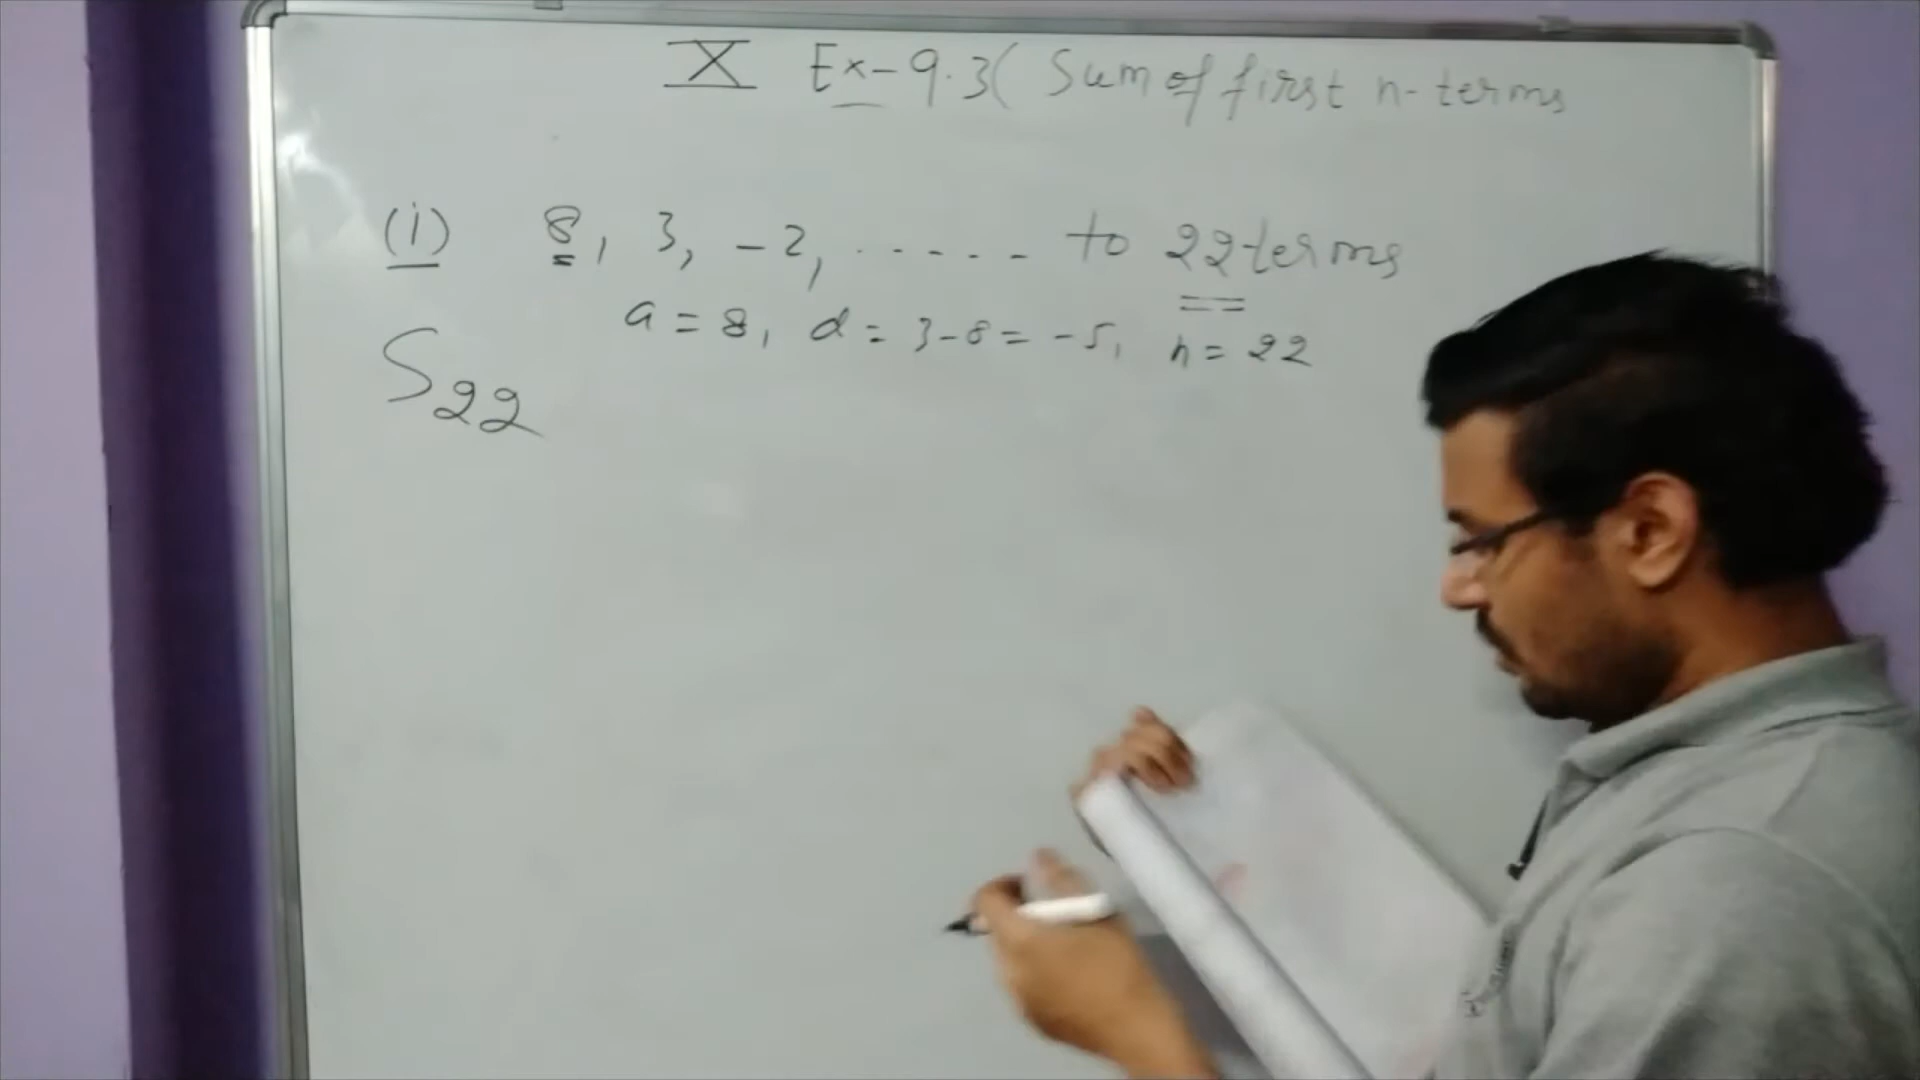 X Ex-9.3( Sum of first n-terms
(i) 8, 3, -2, ..... to 22 terms
a = 8, d = 3-8 = -5, n = 22
S22